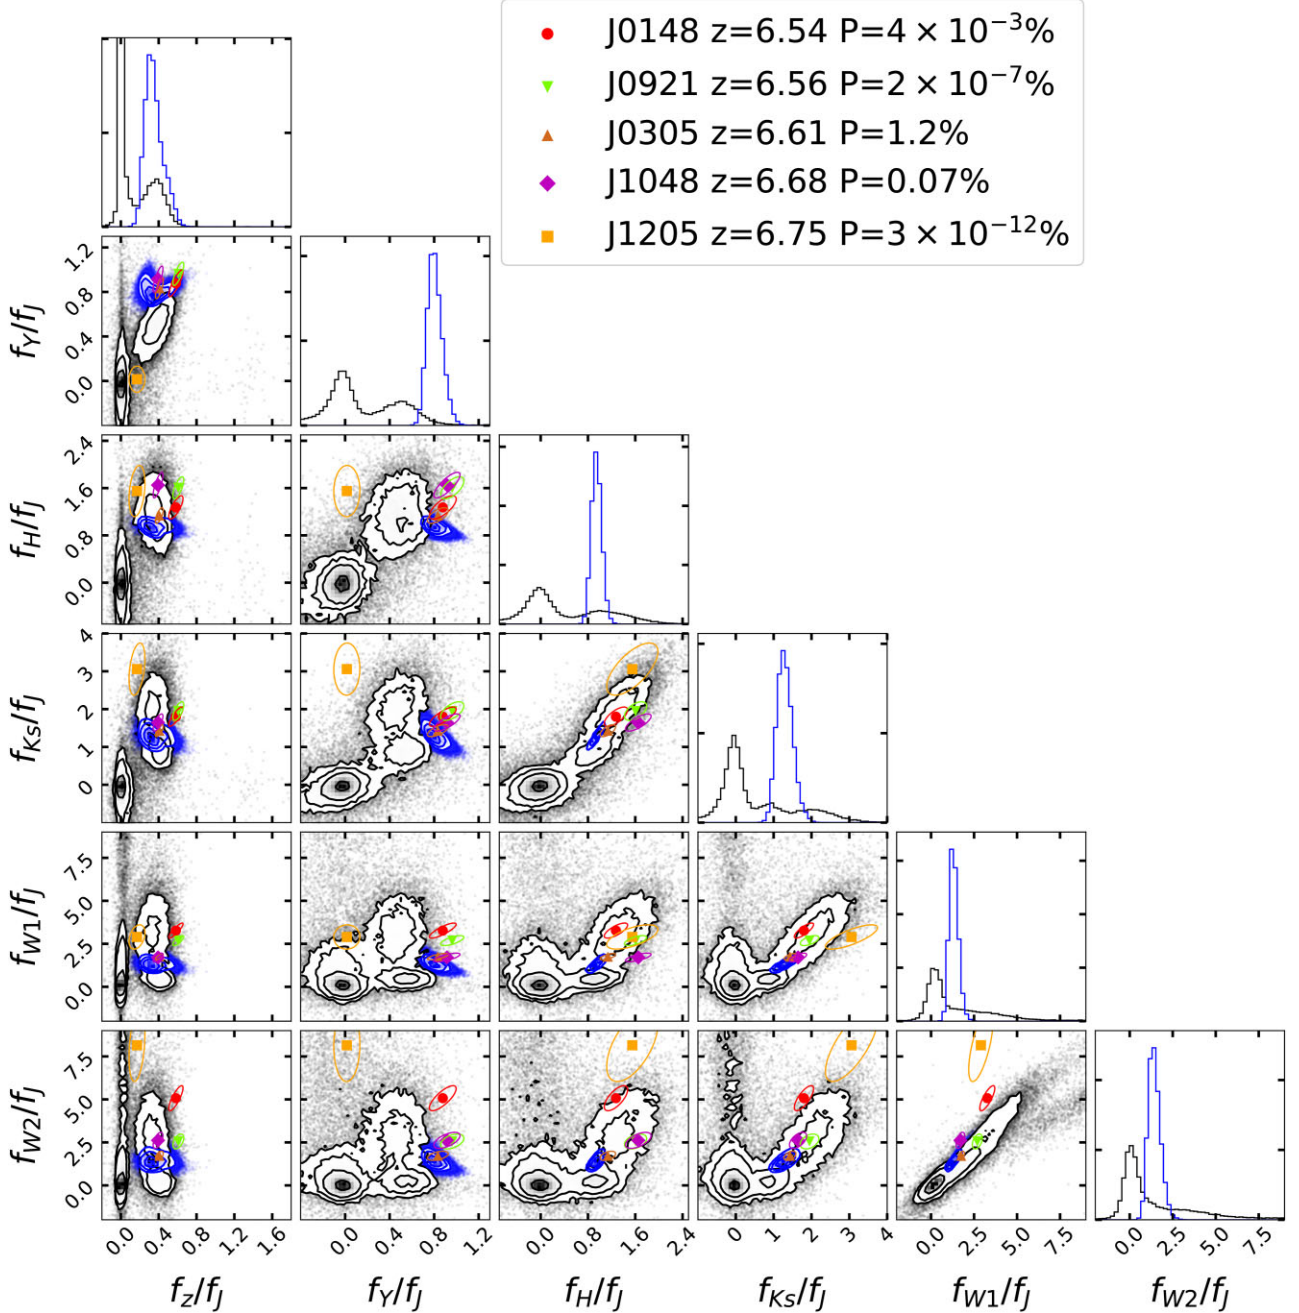 J0148 z=6.54 P=4 × 10⁻³%
J0921 z=6.56 P=2 × 10⁻⁷%
J0305 z=6.61 P=1.2%
J1048 z=6.68 P=0.07%
J1205 z=6.75 P=3 × 10⁻¹²%
1.2
0.8
0.4
0.0
f_Y/f_J
2.4
1.6
0.8
0.0
f_H/f_J
4
3
2
1
0
f_Ks/f_J
7.5
5.0
2.5
0.0
f_W1/f_J
7.5
5.0
2.5
0.0
f_W2/f_J
0.0 0.4 0.8 1.2 1.6
0.0 0.4 0.8 1.2
0.0 0.8 1.6 2.4
0 1 2 3 4
0.0 2.5 5.0 7.5
0.0 2.5 5.0 7.5
f_z/f_J
f_Y/f_J
f_H/f_J
f_Ks/f_J
f_W1/f_J
f_W2/f_J